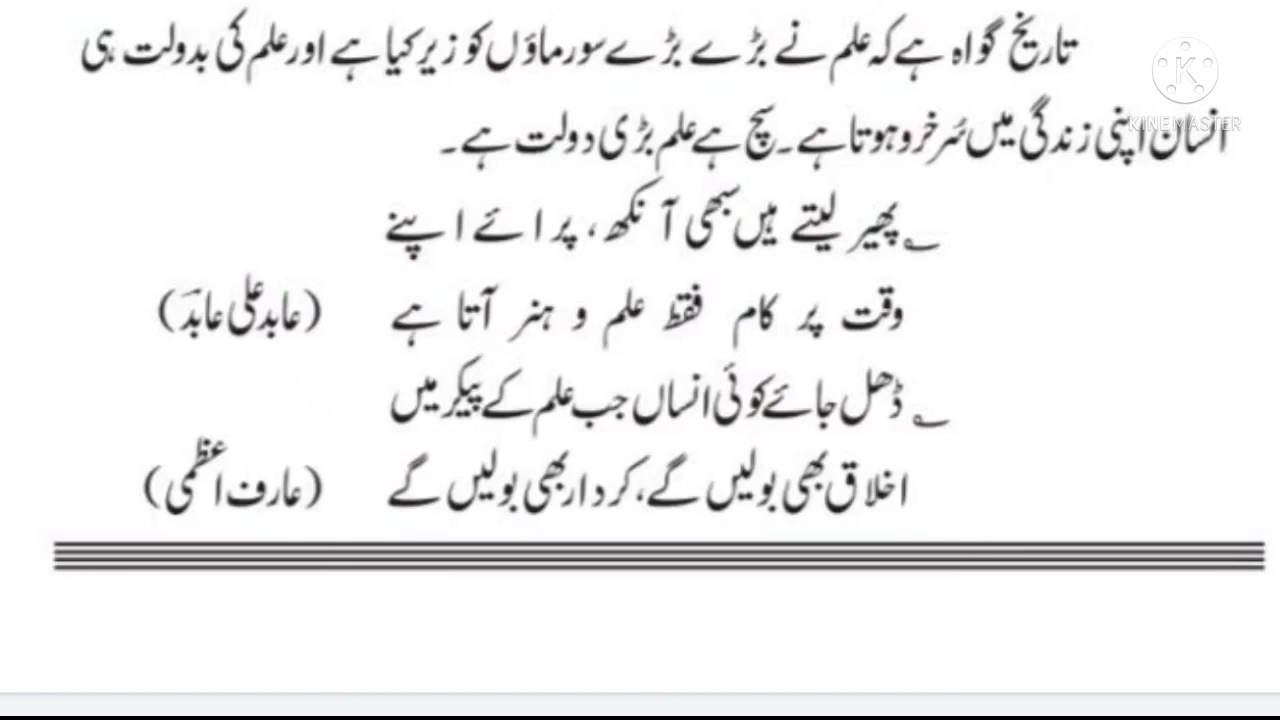 تاریخ گواہ ہے کہ علم نے بڑے بڑے سورماؤں کو زیر کیا ہے اور علم کی بدولت ہی
KINEMASTER
انسان اپنی زندگی میں سُرخرو ہوتا ہے۔ سچ ہے علم بڑی دولت ہے۔
؎ پھیر لیتے ہیں سبھی آنکھ، پرائے اپنے
وقت پر کام فقط علم و ہنر آتا ہے (عابد علی عابدؔ)
؎ ڈھل جائے کوئی انساں جب علم کے پیکر میں
اخلاق بھی بولیں گے، کردار بھی بولیں گے (عارف اعظمی)